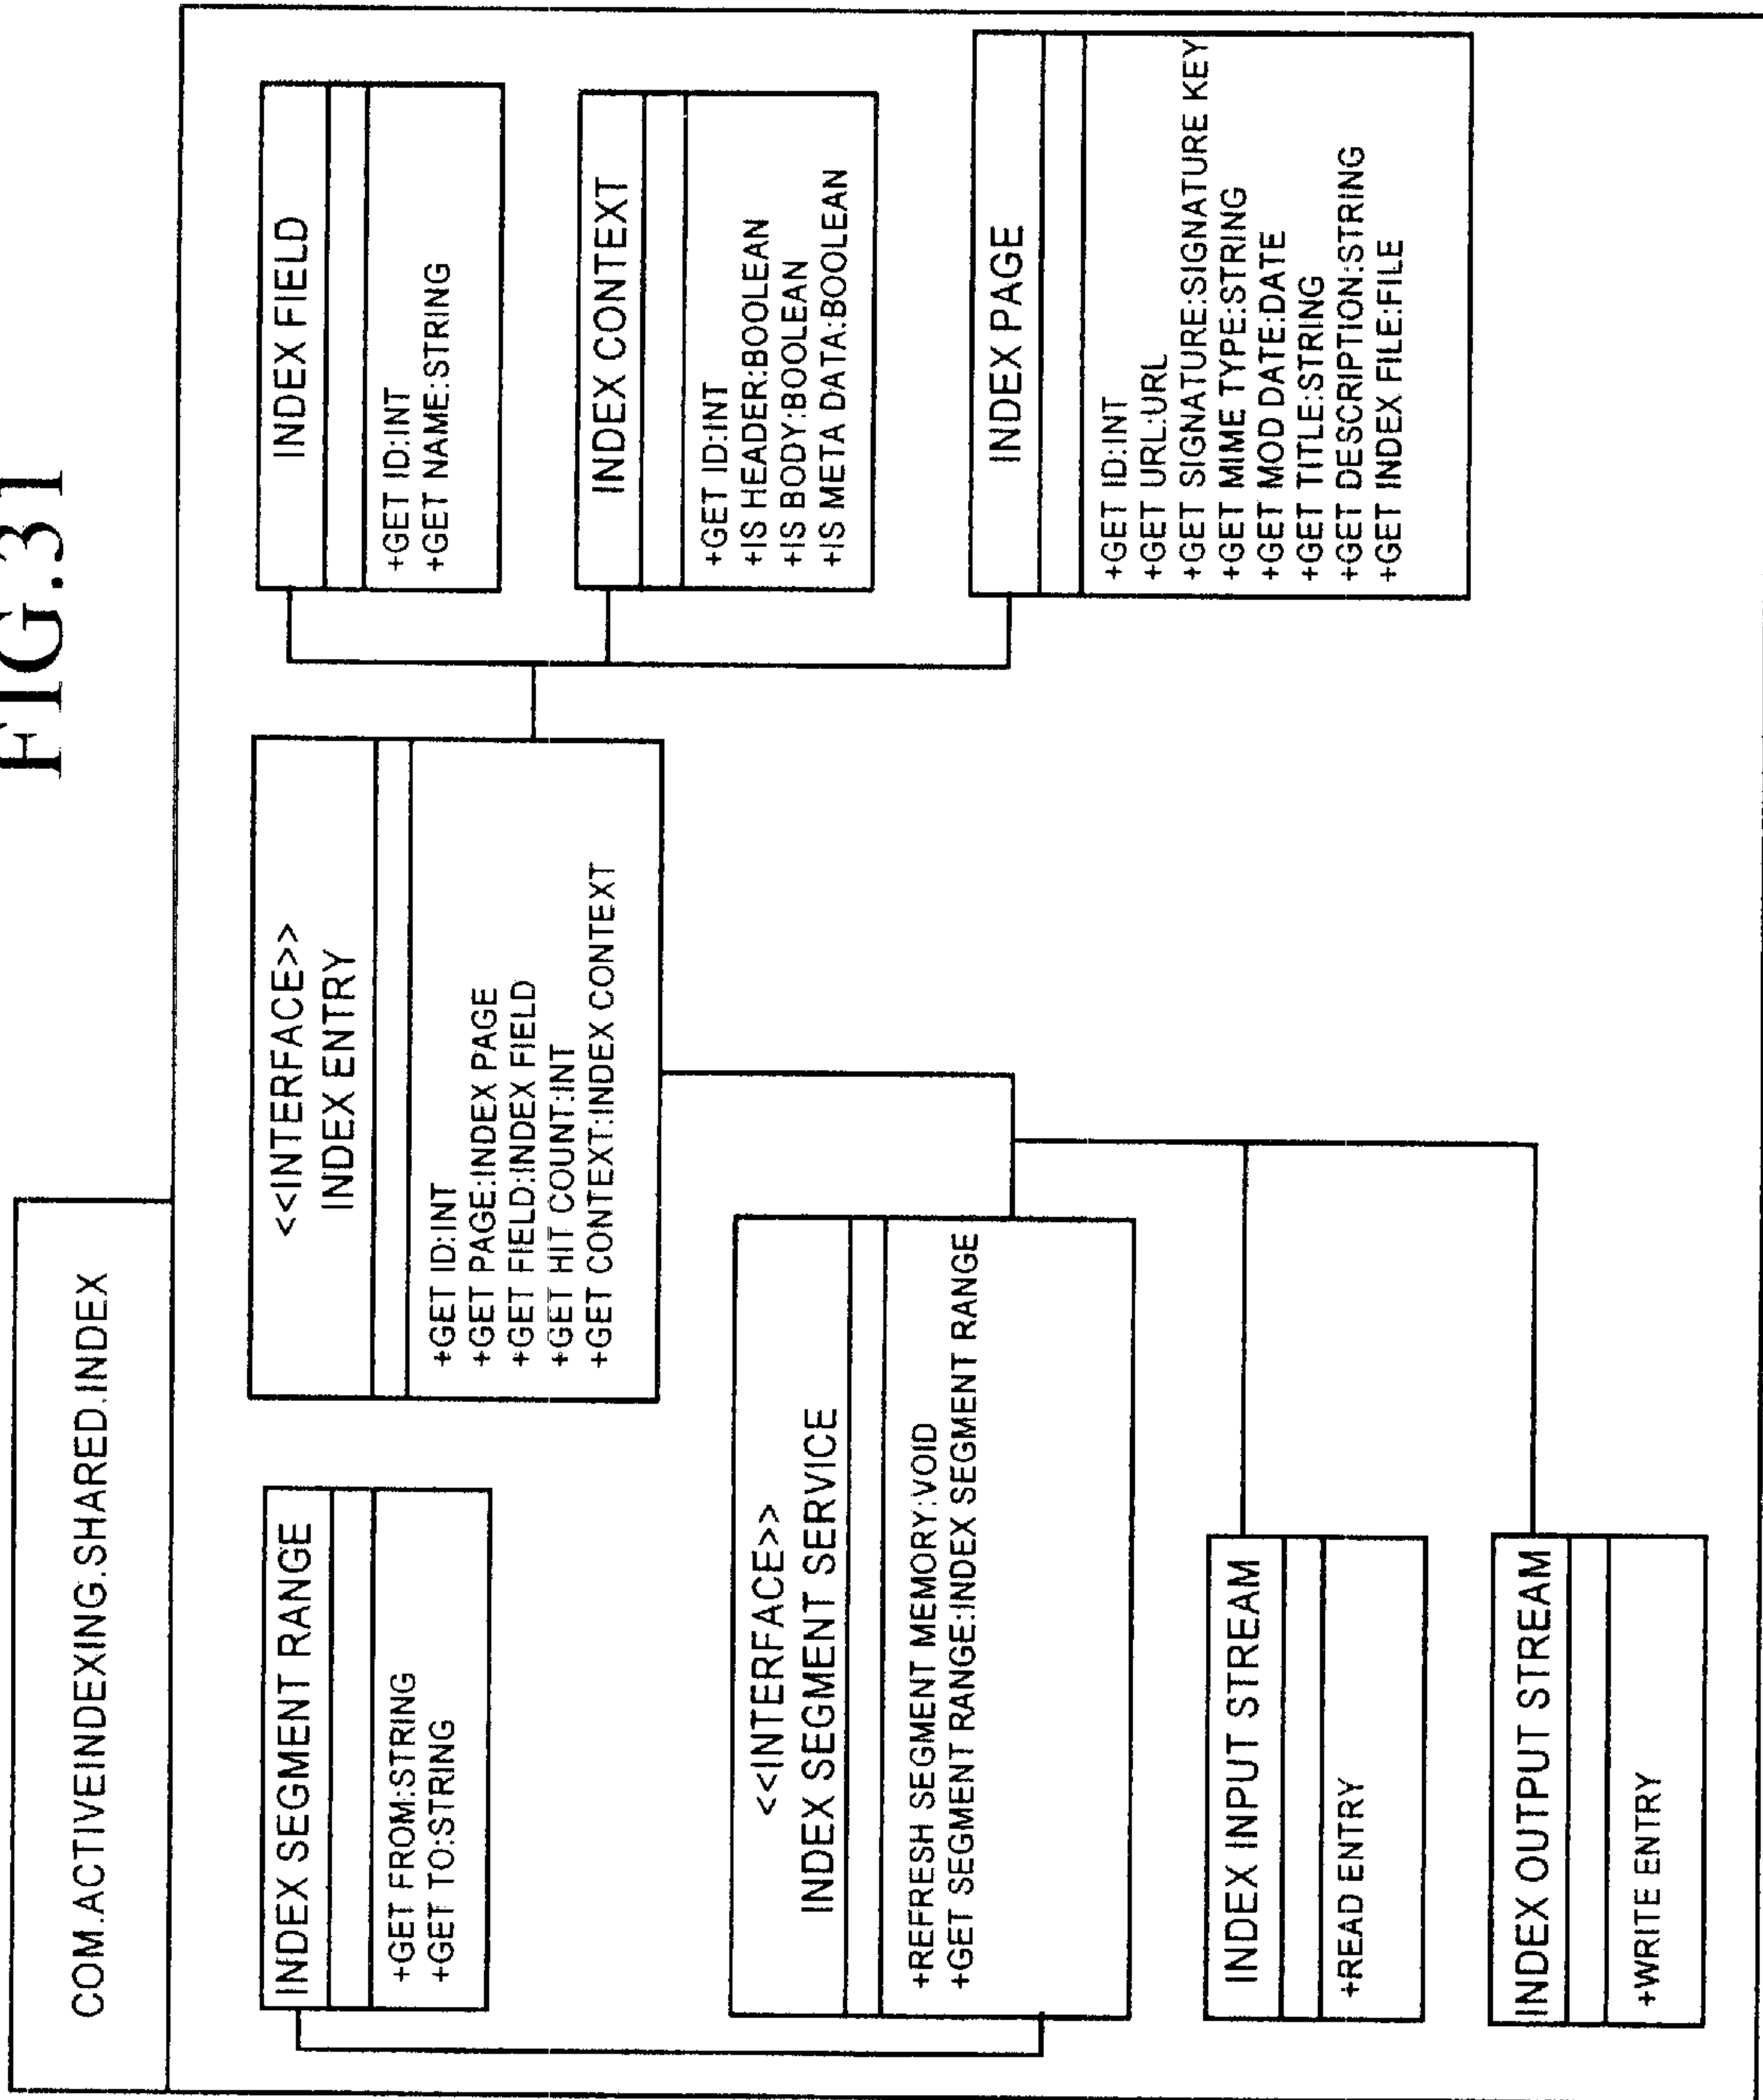 FIG.31
COM.ACTIVEINDEXING.SHARED.INDEX
INDEX SEGMENT RANGE
+GET FROM:STRING
+GET TO:STRING
<<INTERFACE>>
INDEX ENTRY
+GET ID:INT
+GET PAGE:INDEX PAGE
+GET FIELD:INDEX FIELD
+GET HIT COUNT:INT
+GET CONTEXT:INDEX CONTEXT
INDEX FIELD
+GET ID:INT
+GET NAME:STRING
INDEX CONTEXT
+GET ID:INT
+IS HEADER:BOOLEAN
+IS BODY:BOOLEAN
+IS META DATA:BOOLEAN
<<INTERFACE>>
INDEX SEGMENT SERVICE
+REFRESH SEGMENT MEMORY:VOID
+GET SEGMENT RANGE:INDEX SEGMENT RANGE
INDEX PAGE
+GET ID:INT
+GET URL:URL
+GET SIGNATURE:SIGNATURE KEY
+GET MIME TYPE:STRING
+GET MOD DATE:DATE
+GET TITLE:STRING
+GET DESCRIPTION:STRING
+GET INDEX FILE:FILE
INDEX INPUT STREAM
+READ ENTRY
INDEX OUTPUT STREAM
+WRITE ENTRY